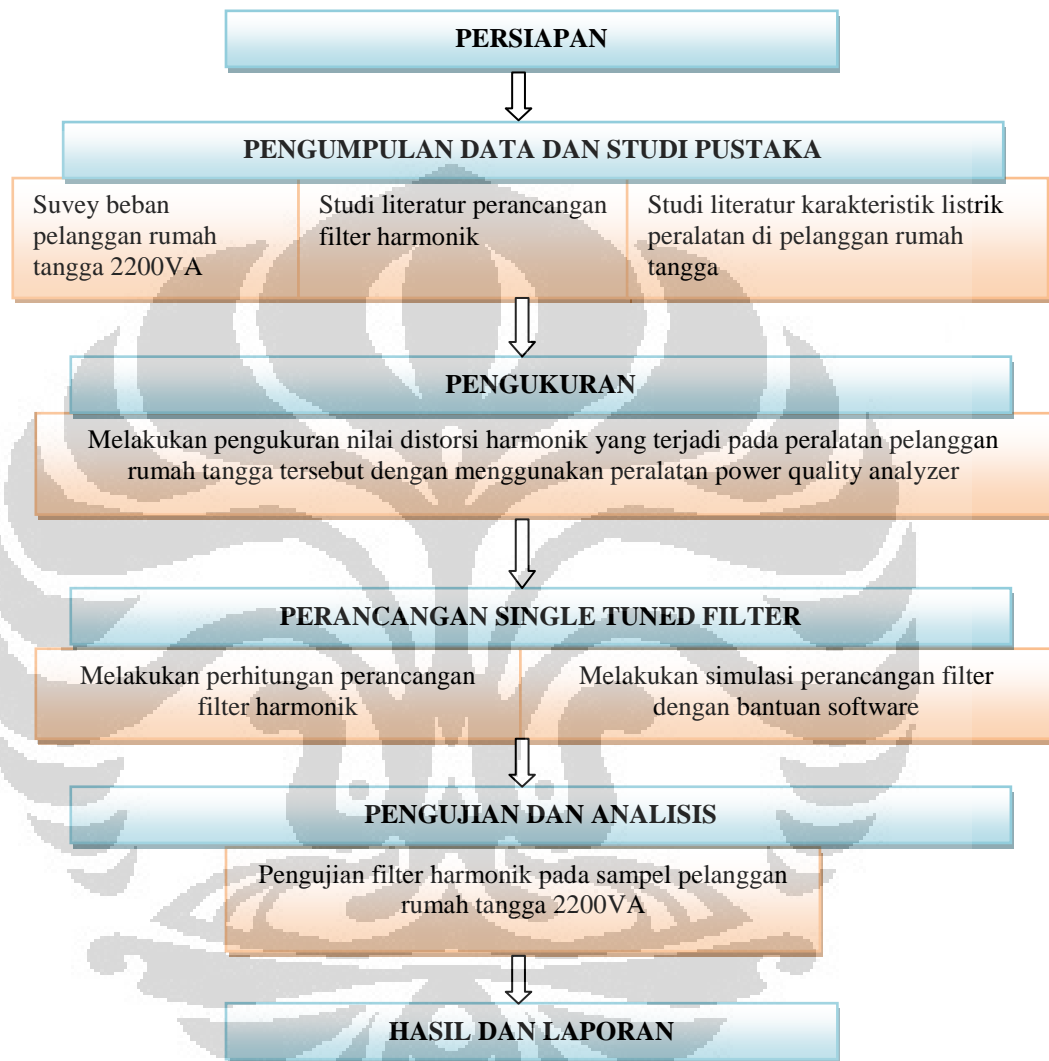 PERSIAPAN
PENGUMPULAN DATA DAN STUDI PUSTAKA
Suvey beban
pelanggan rumah
tangga 2200VA
Studi literatur perancangan
filter harmonik
Studi literatur karakteristik listrik
peralatan di pelanggan rumah
tangga
PENGUKURAN
Melakukan pengukuran nilai distorsi harmonik yang terjadi pada peralatan pelanggan
rumah tangga tersebut dengan menggunakan peralatan power quality analyzer
PERANCANGAN SINGLE TUNED FILTER
Melakukan perhitungan perancangan
filter harmonik
Melakukan simulasi perancangan filter
dengan bantuan software
PENGUJIAN DAN ANALISIS
Pengujian filter harmonik pada sampel pelanggan
rumah tangga 2200VA
HASIL DAN LAPORAN